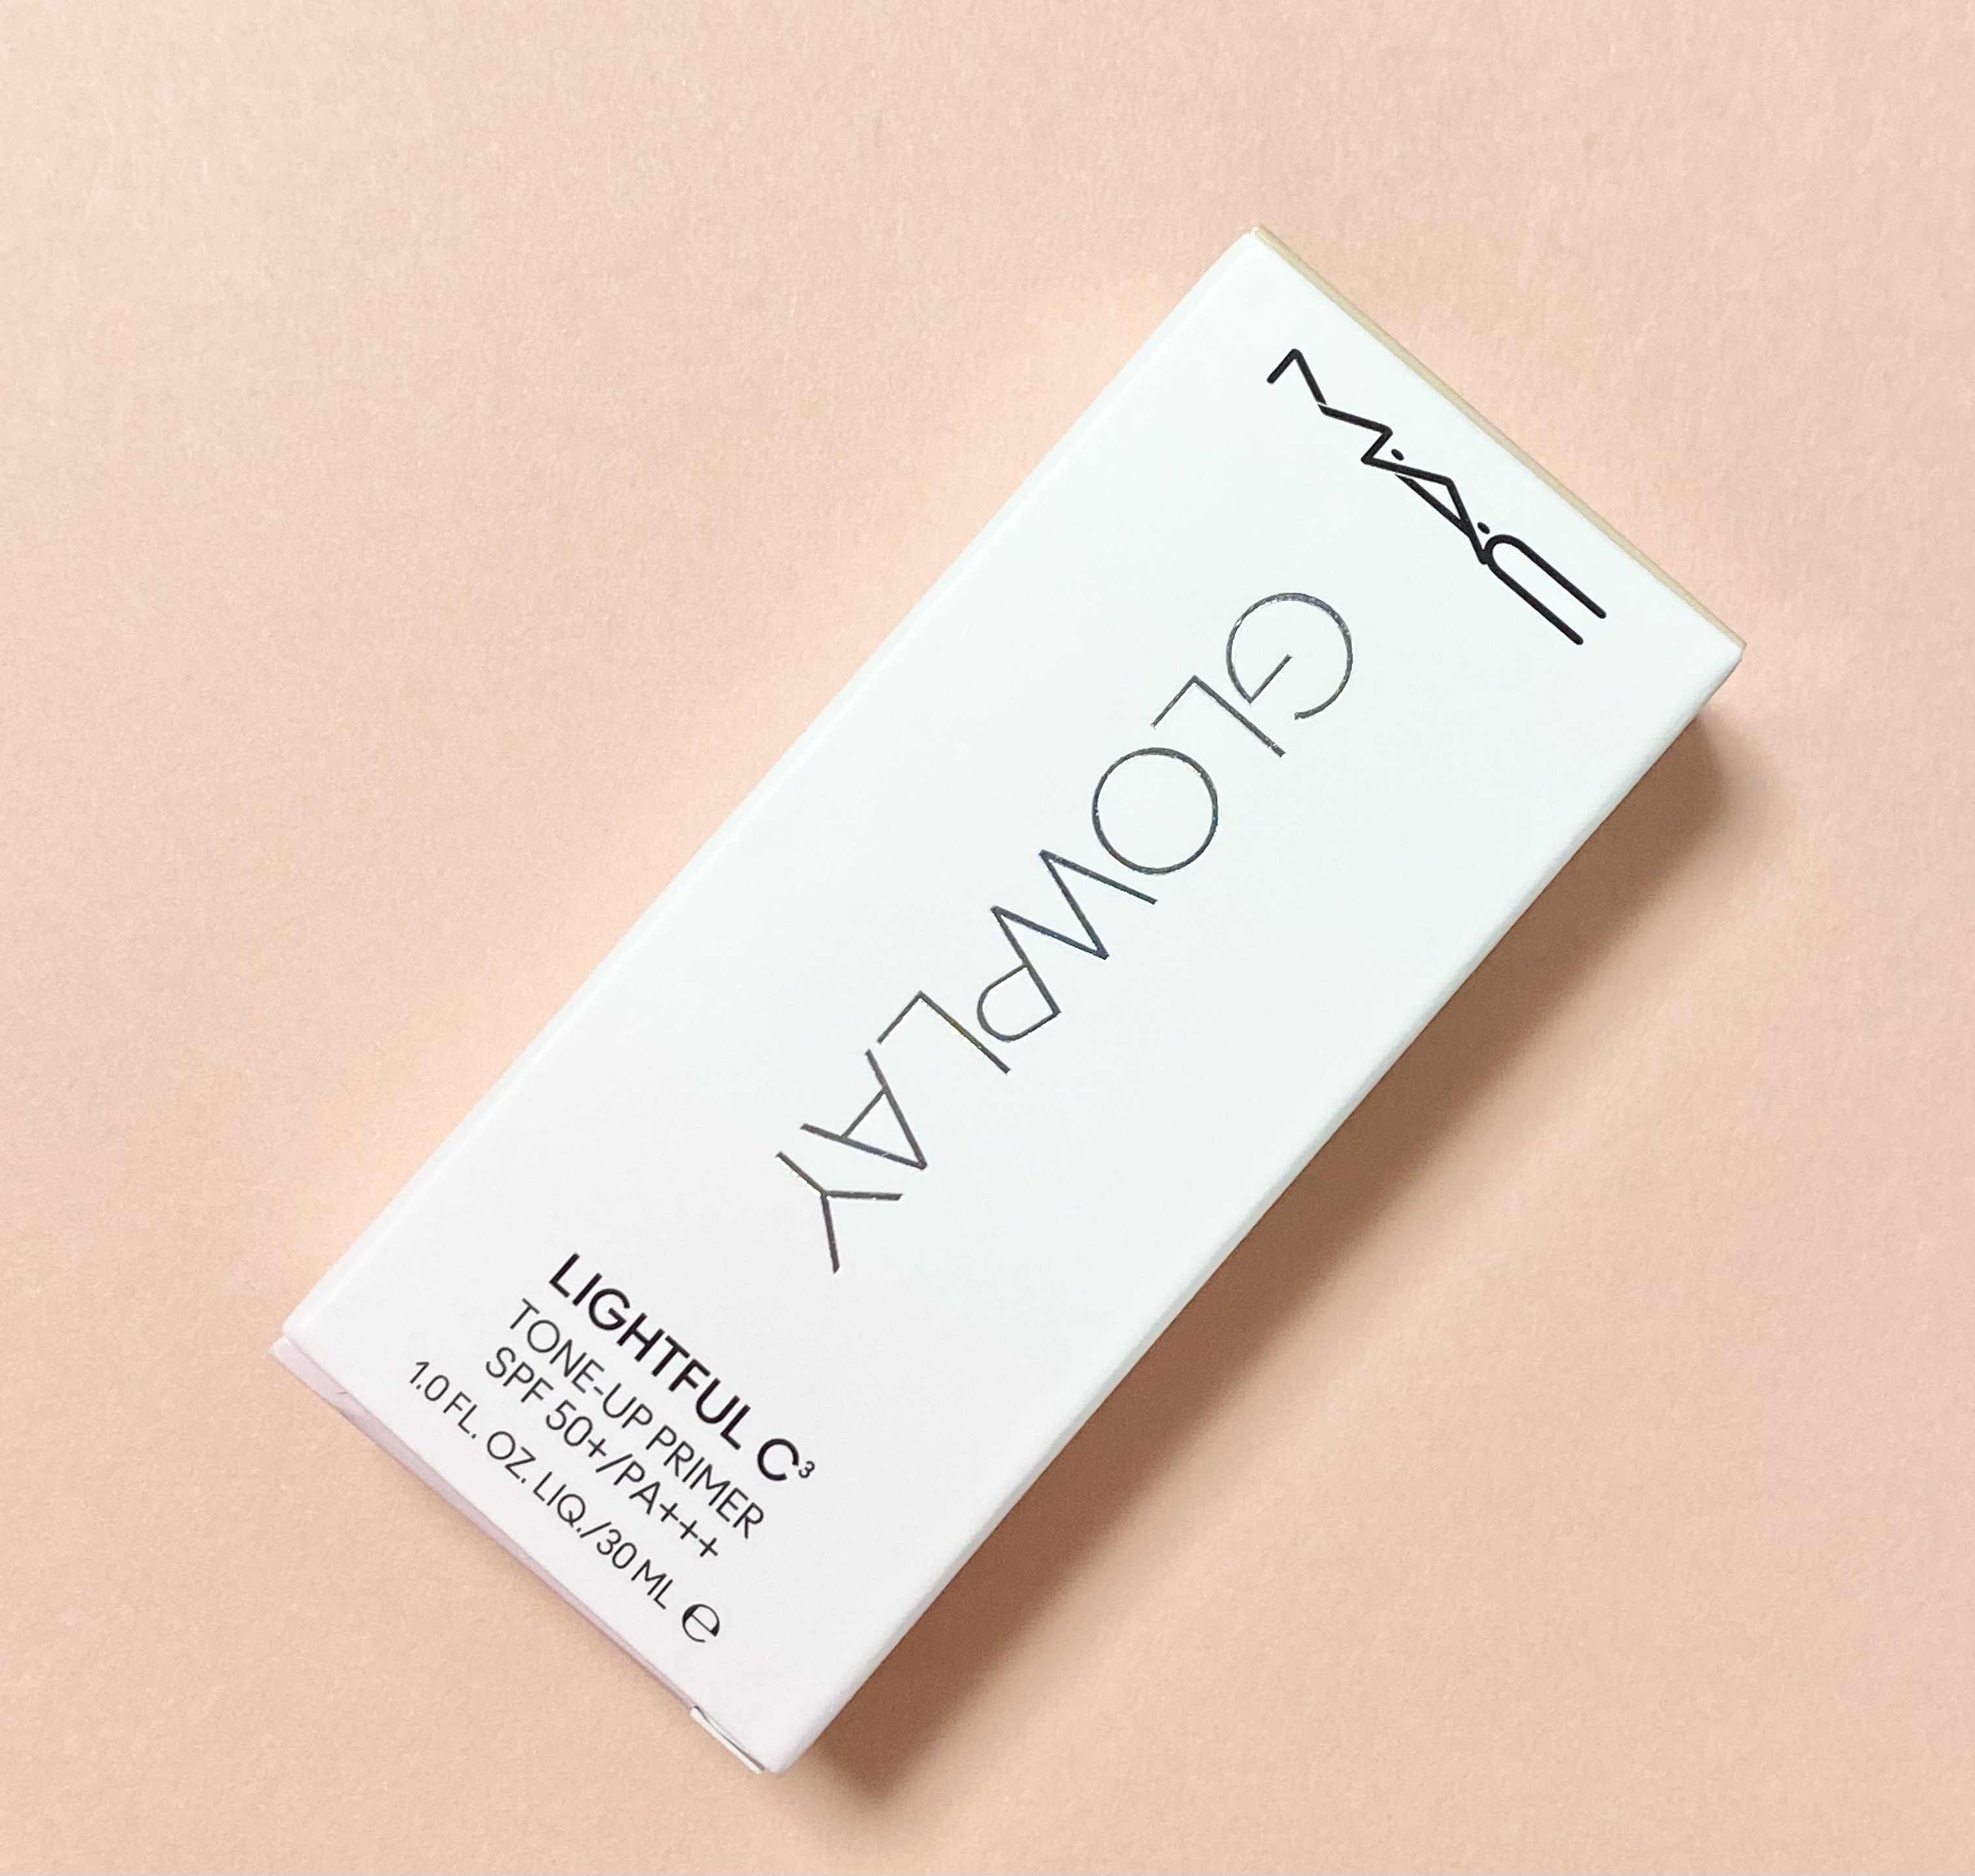 M·A·C
GLOWPLAY
LIGHTFUL C³
TONE-UP PRIMER
SPF 50+/PA+++
1.0 FL. OZ. LIQ./30 ML ℮